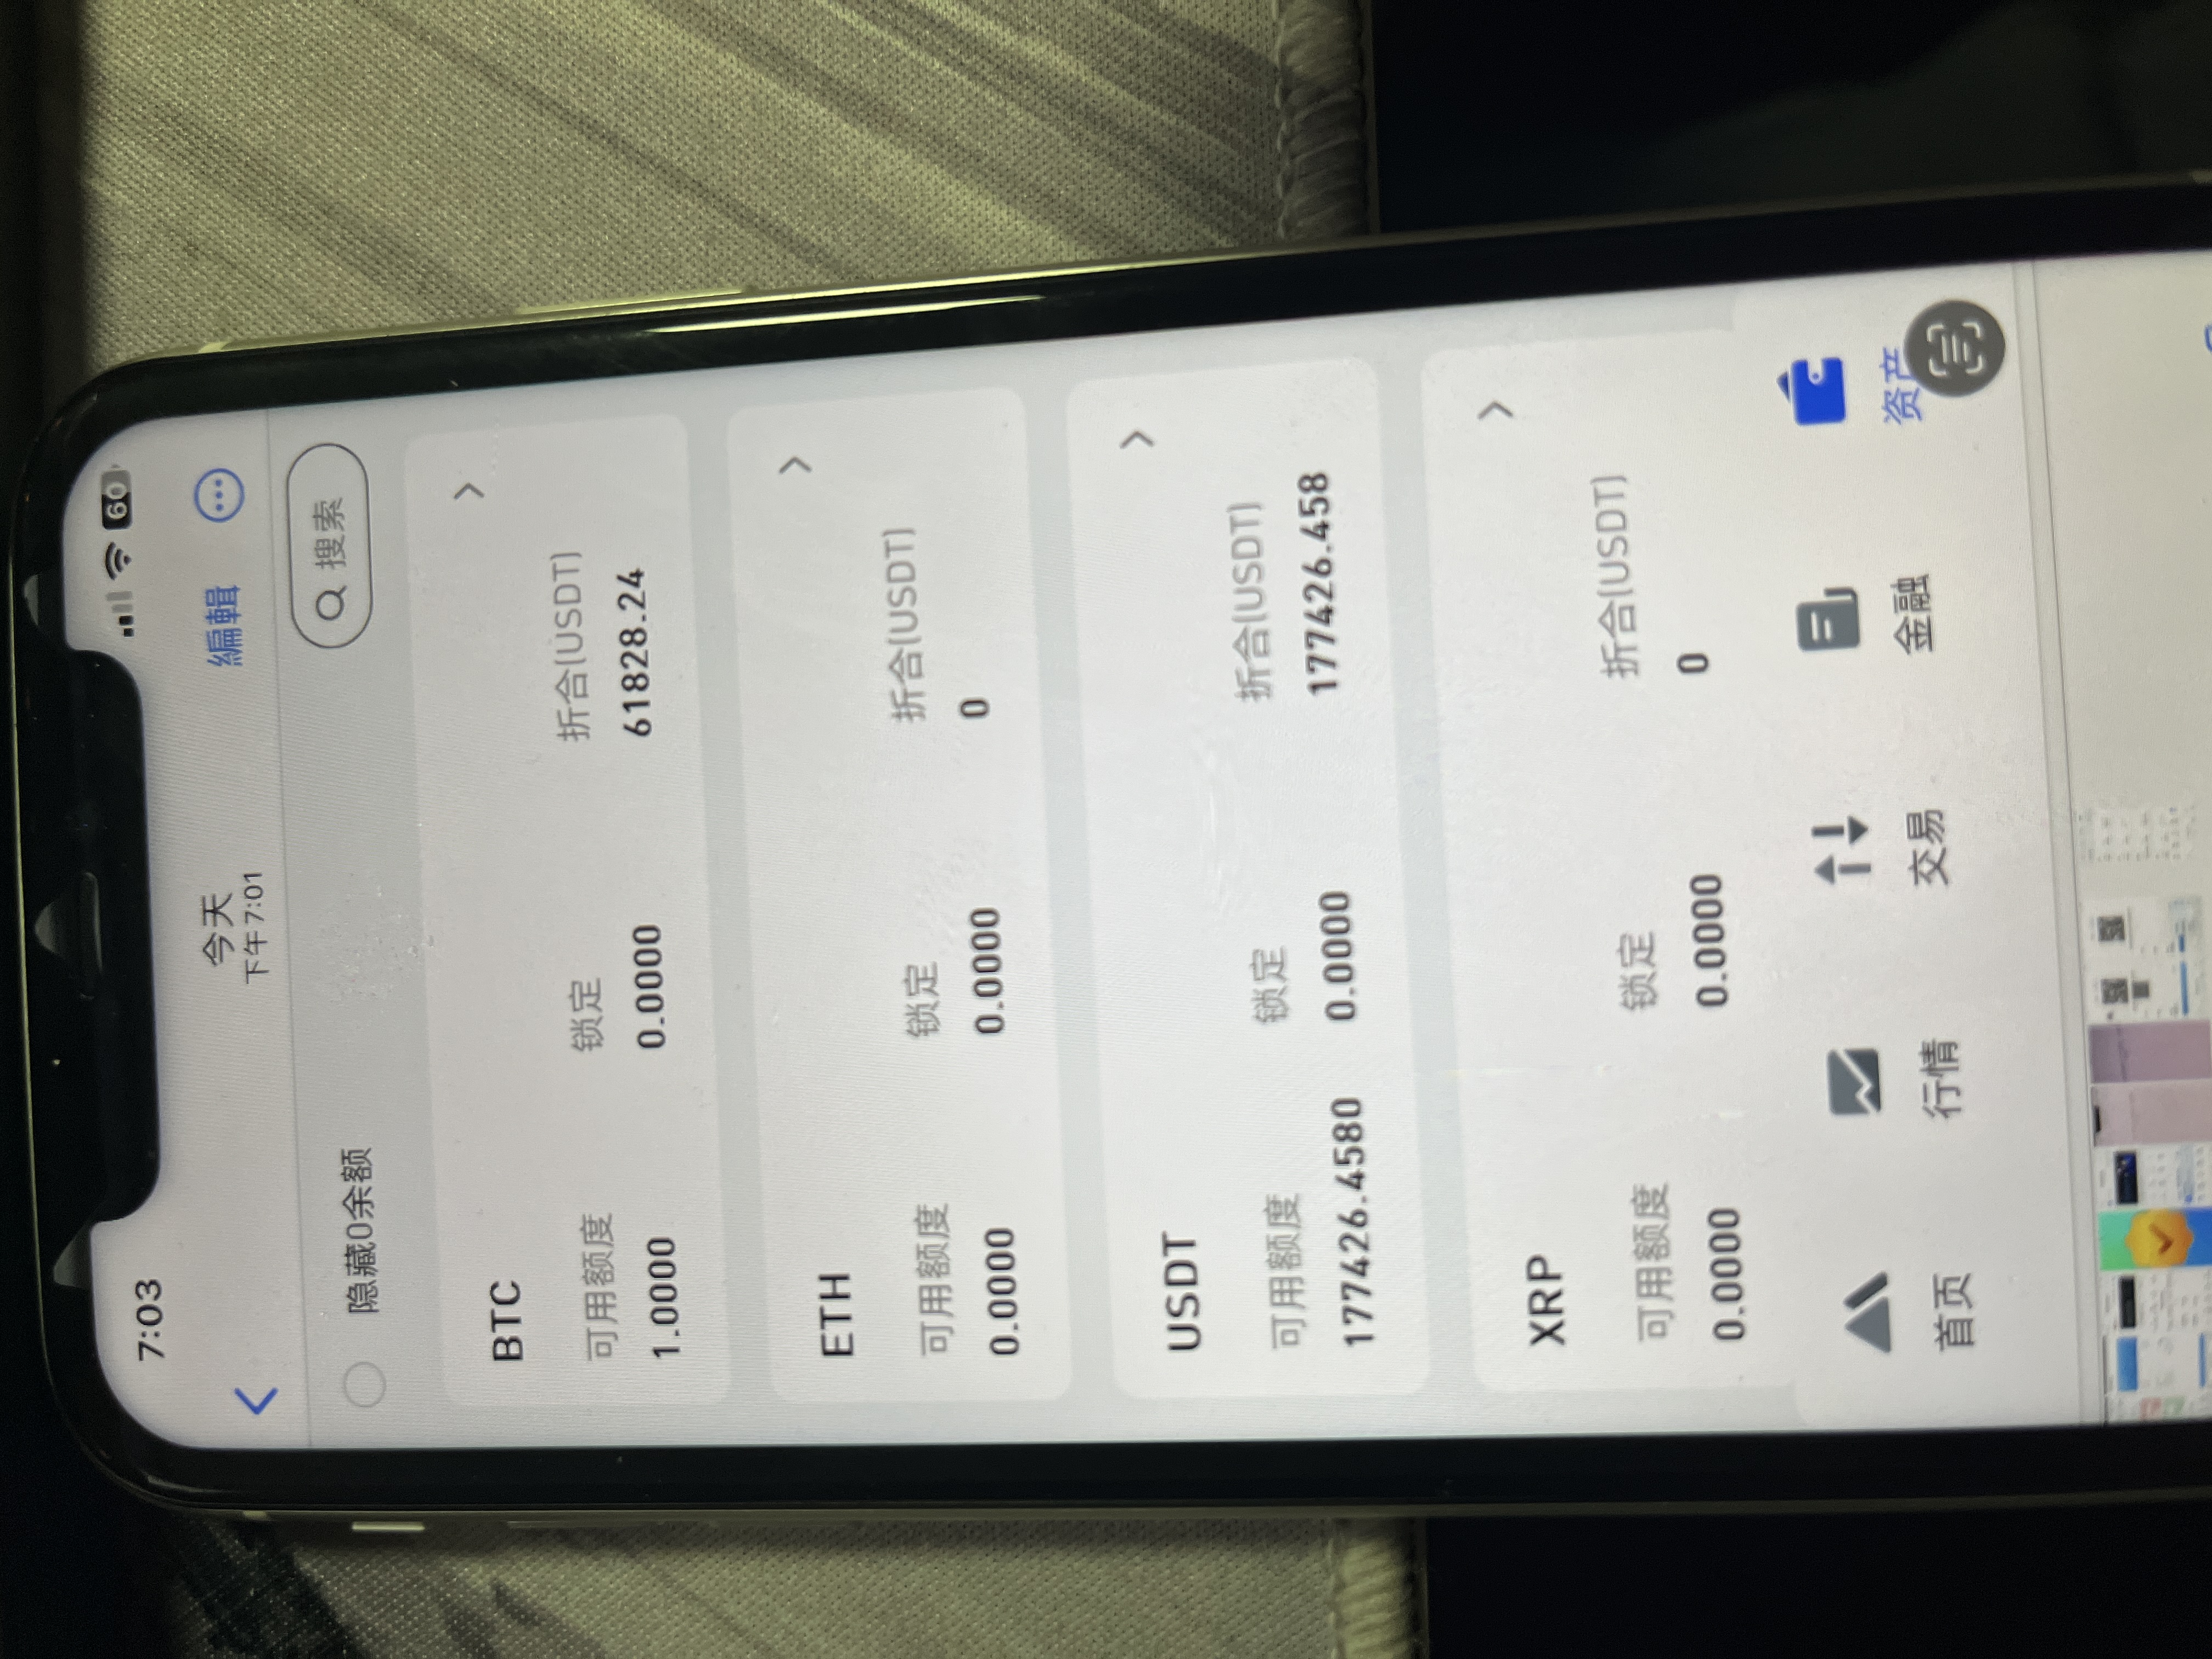 7:03
60
今天
下午7:01
編輯
隐藏0余额
搜索
BTC
可用额度 锁定 折合(USDT)
1.0000 0.0000 61828.24
ETH
可用额度 锁定 折合(USDT)
0.0000 0.0000 0
USDT
可用额度 锁定 折合(USDT)
177426.4580 0.0000 177426.458
XRP
可用额度 锁定 折合(USDT)
0.0000 0.0000 0
首页 行情 交易 金融 资产